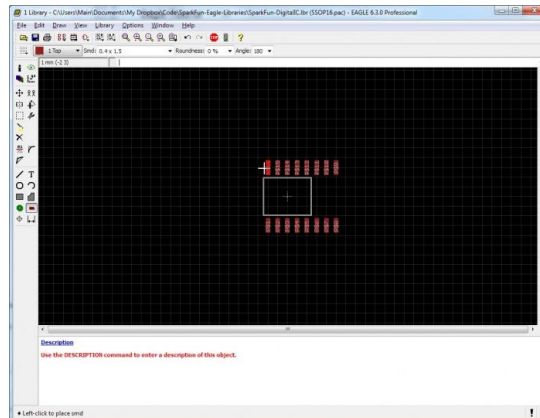 1 Library - C:\Users\Main\Documents\My Dropbox\Code\SparkFun-Eagle-Libraries\SparkFun-DigitalIC.lbr (SSOP16.pac) - EAGLE 6.3.0 Professional
File Edit Draw View Library Options Window Help
1 Top Smd: 0.4 x 1.5 Roundness: 0 % Angle: 180
1 mm (-2 3)
Description
Use the DESCRIPTION command to enter a description of this object.
Left-click to place smd